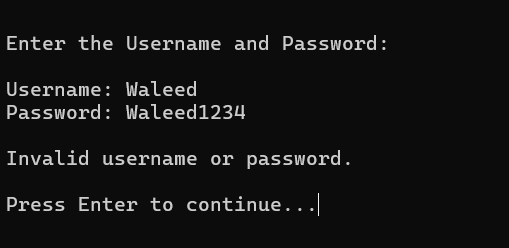 Enter the Username and Password:
Username: Waleed
Password: Waleed1234
Invalid username or password.
Press Enter to continue...